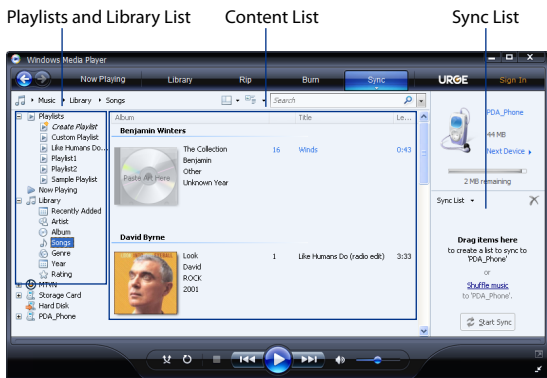 Playlists and Library List Content List Sync List
Windows Media Player
Now Playing Library Rip Burn Sync URGE Sign In
Music Library Songs Search
Playlists
Create Playlist
Custom Playlist
Like Humans Do...
Playlist1
Playlist2
Sample Playlist
Now Playing
Library
Recently Added
Artist
Album
Songs
Genre
Year
Rating
MTVN
Storage Card
Hard Disk
PDA_Phone
Album Title Le...
Benjamin Winters
Paste Art Here
The Collection 16 Winds 0:43
Benjamin
Other
Unknown Year
David Byrne
Look 1 Like Humans Do (radio edit) 3:33
David
ROCK
2001
PDA_Phone
44 MB
Next Device
2 MB remaining
Sync List
Drag items here
to create a list to sync to
'PDA_Phone'
or
Shuffle music
to 'PDA_Phone'.
Start Sync